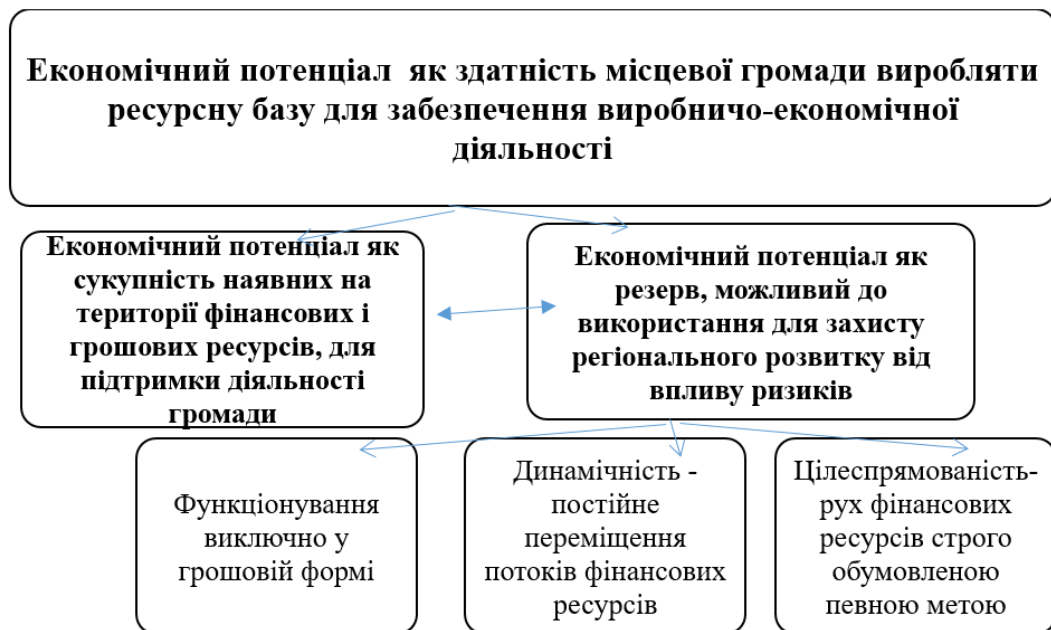 Економічний потенціал як здатність місцевої громади виробляти
ресурсну базу для забезпечення виробничо-економічної
діяльності
Економічний потенціал як
сукупність наявних на
території фінансових і
грошових ресурсів, для
підтримки діяльності
громади
Економічний потенціал як
резерв, можливий до
використання для захисту
регіонального розвитку від
впливу ризиків
Функціонування
виключно у
грошовій формі
Динамічність -
постійне
переміщення
потоків фінансових
ресурсів
Цілеспрямованість-
рух фінансових
ресурсів строго
обумовленою
певною метою